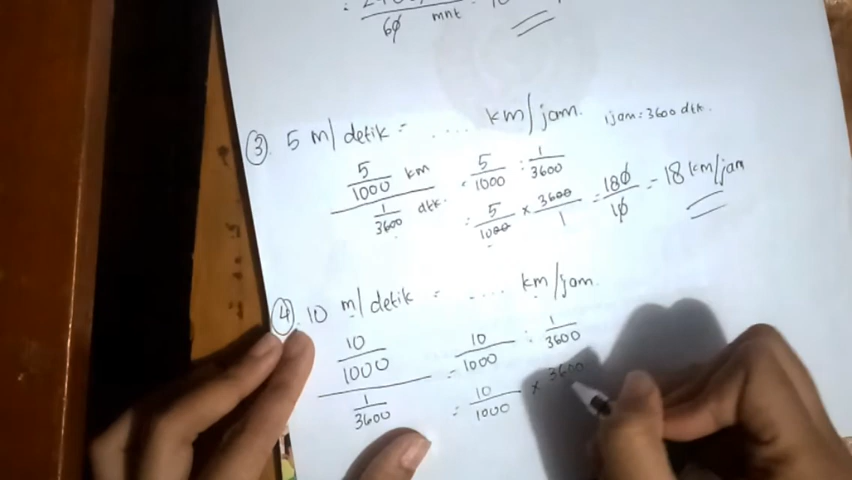 60 mnt
③ 5 m/detik = .... km/jam. 1jam = 3600 dtk.
5/1000 km = 5/1000 : 1/3600
1/3600 dtk. = 5/1000 × 3600/1 = 180/10 = 18 km/jam
④. 10 m/detik = .... km/jam.
10/1000 = 10/1000 : 1/3600
1/3600 = 10/1000 × 3600